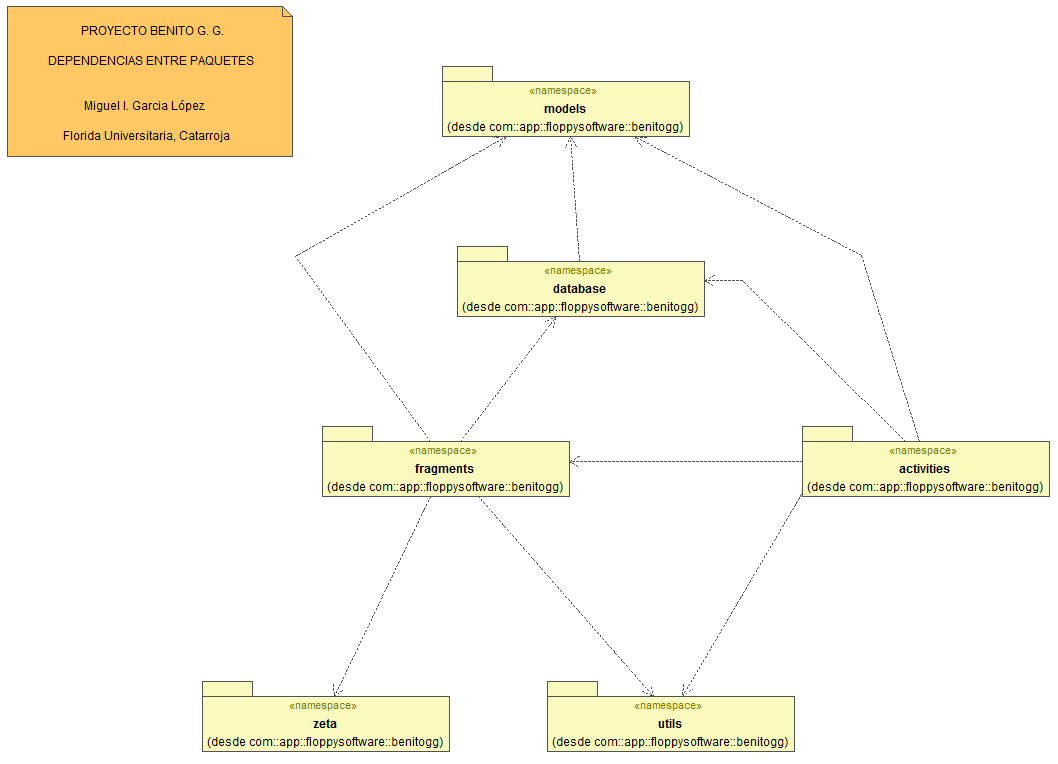 PROYECTO BENITO G. G.
DEPENDENCIAS ENTRE PAQUETES
Miguel I. Garcia López
Florida Universitaria, Catarroja
«namespace»
models
(desde com::app::floppysoftware::benitogg)
«namespace»
database
(desde com::app::floppysoftware::benitogg)
«namespace»
fragments
(desde com::app::floppysoftware::benitogg)
«namespace»
activities
(desde com::app::floppysoftware::benitogg)
«namespace»
zeta
(desde com::app::floppysoftware::benitogg)
«namespace»
utils
(desde com::app::floppysoftware::benitogg)